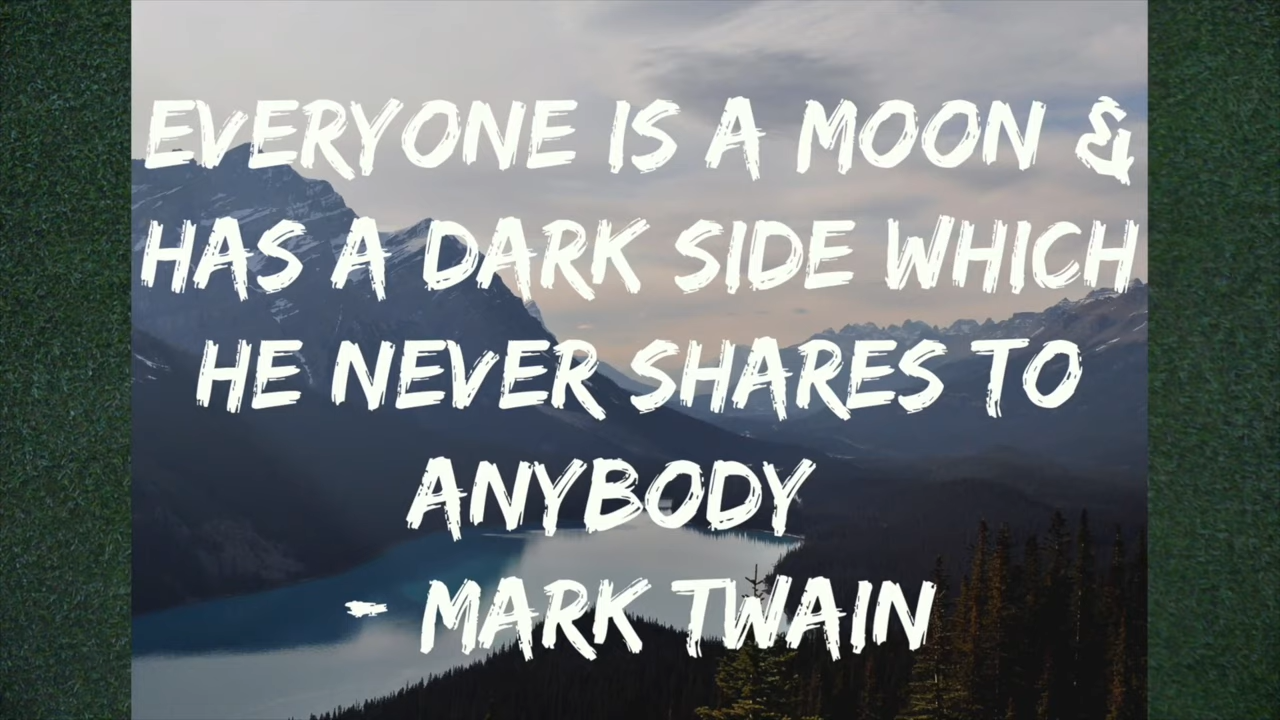 EVERYONE IS A MOON &
HAS A DARK SIDE WHICH
HE NEVER SHARES TO
ANYBODY
- MARK TWAIN